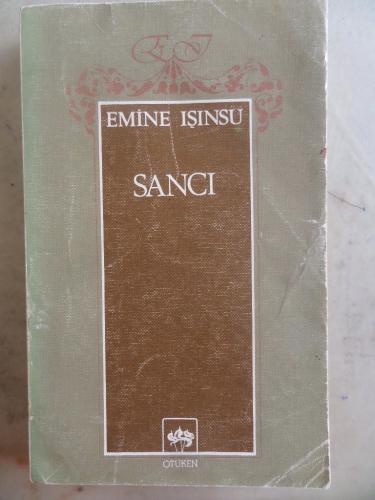 E I
EMİNE IŞINSU
SANCI
ÖTÜKEN